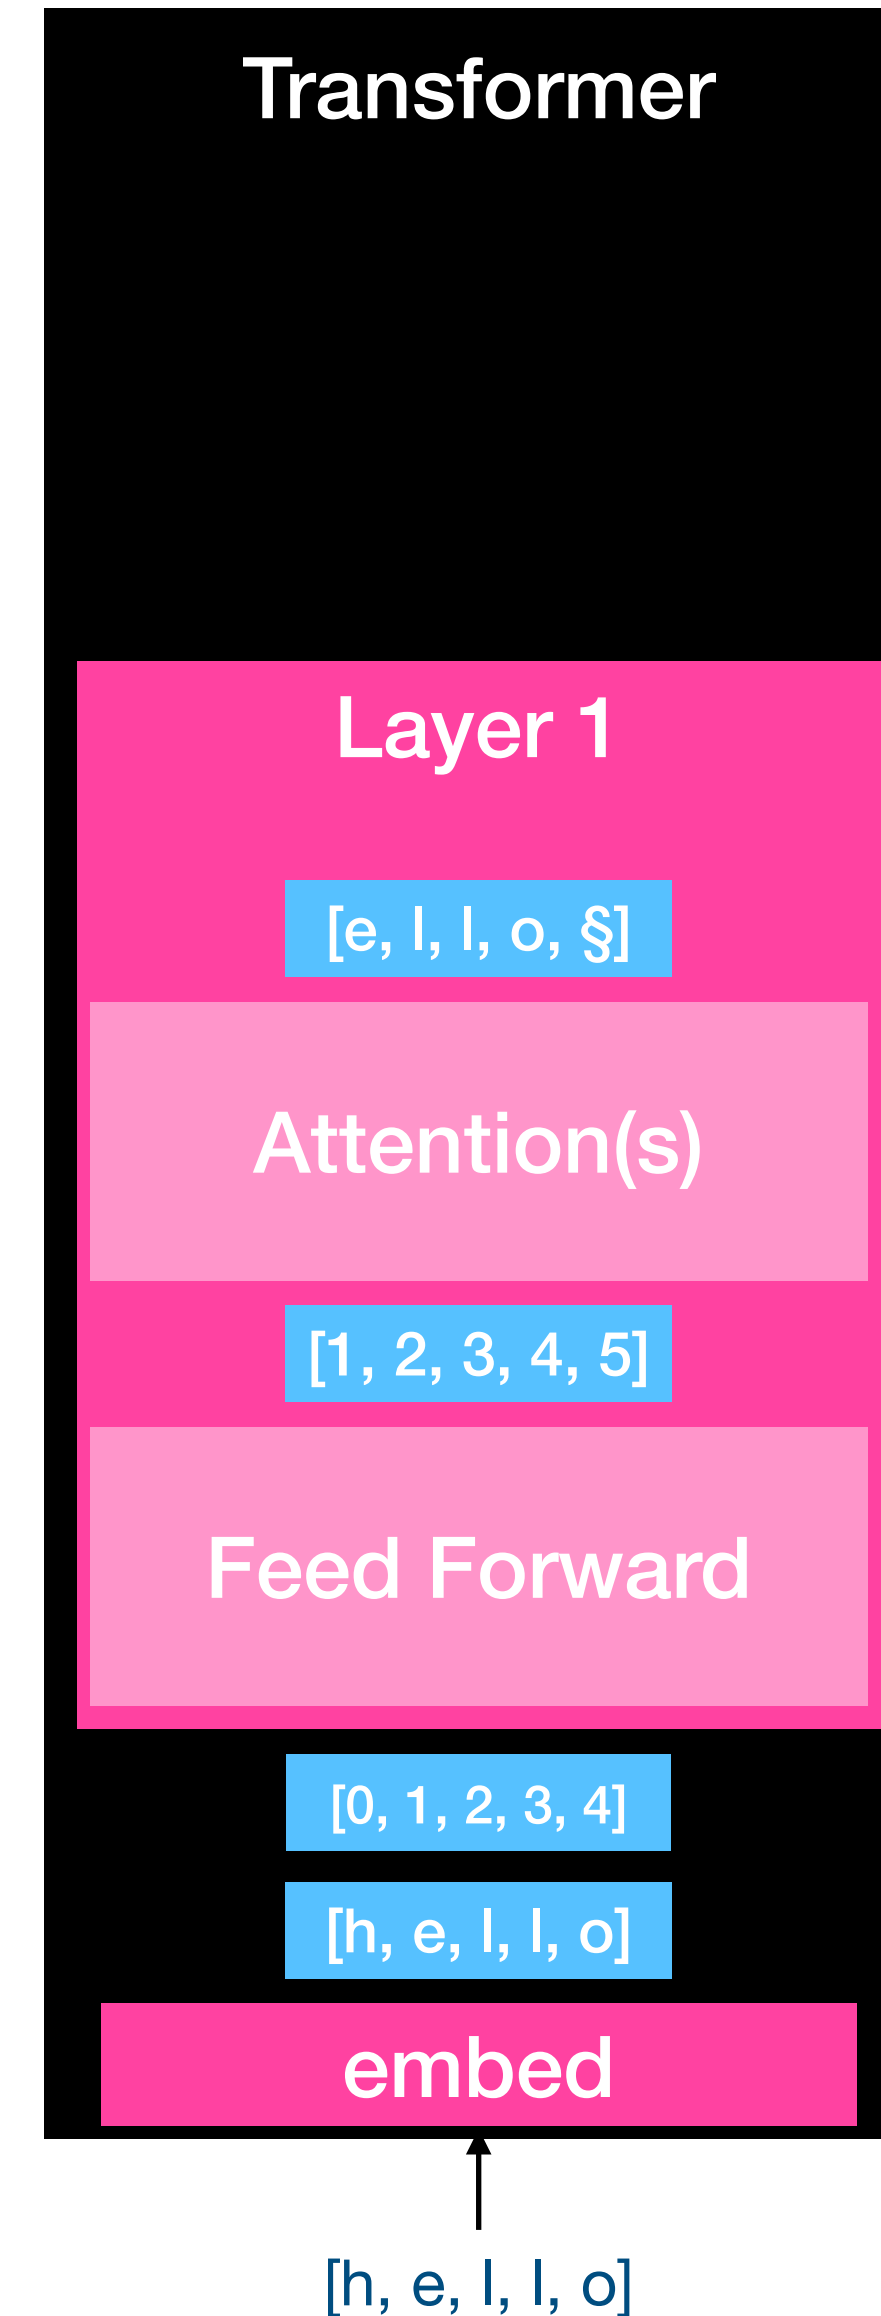 Transformer
Layer 1
[e, l, l, o, §]
Attention(s)
[1, 2, 3, 4, 5]
Feed Forward
[0, 1, 2, 3, 4]
[h, e, l, l, o]
embed
[h, e, l, l, o]